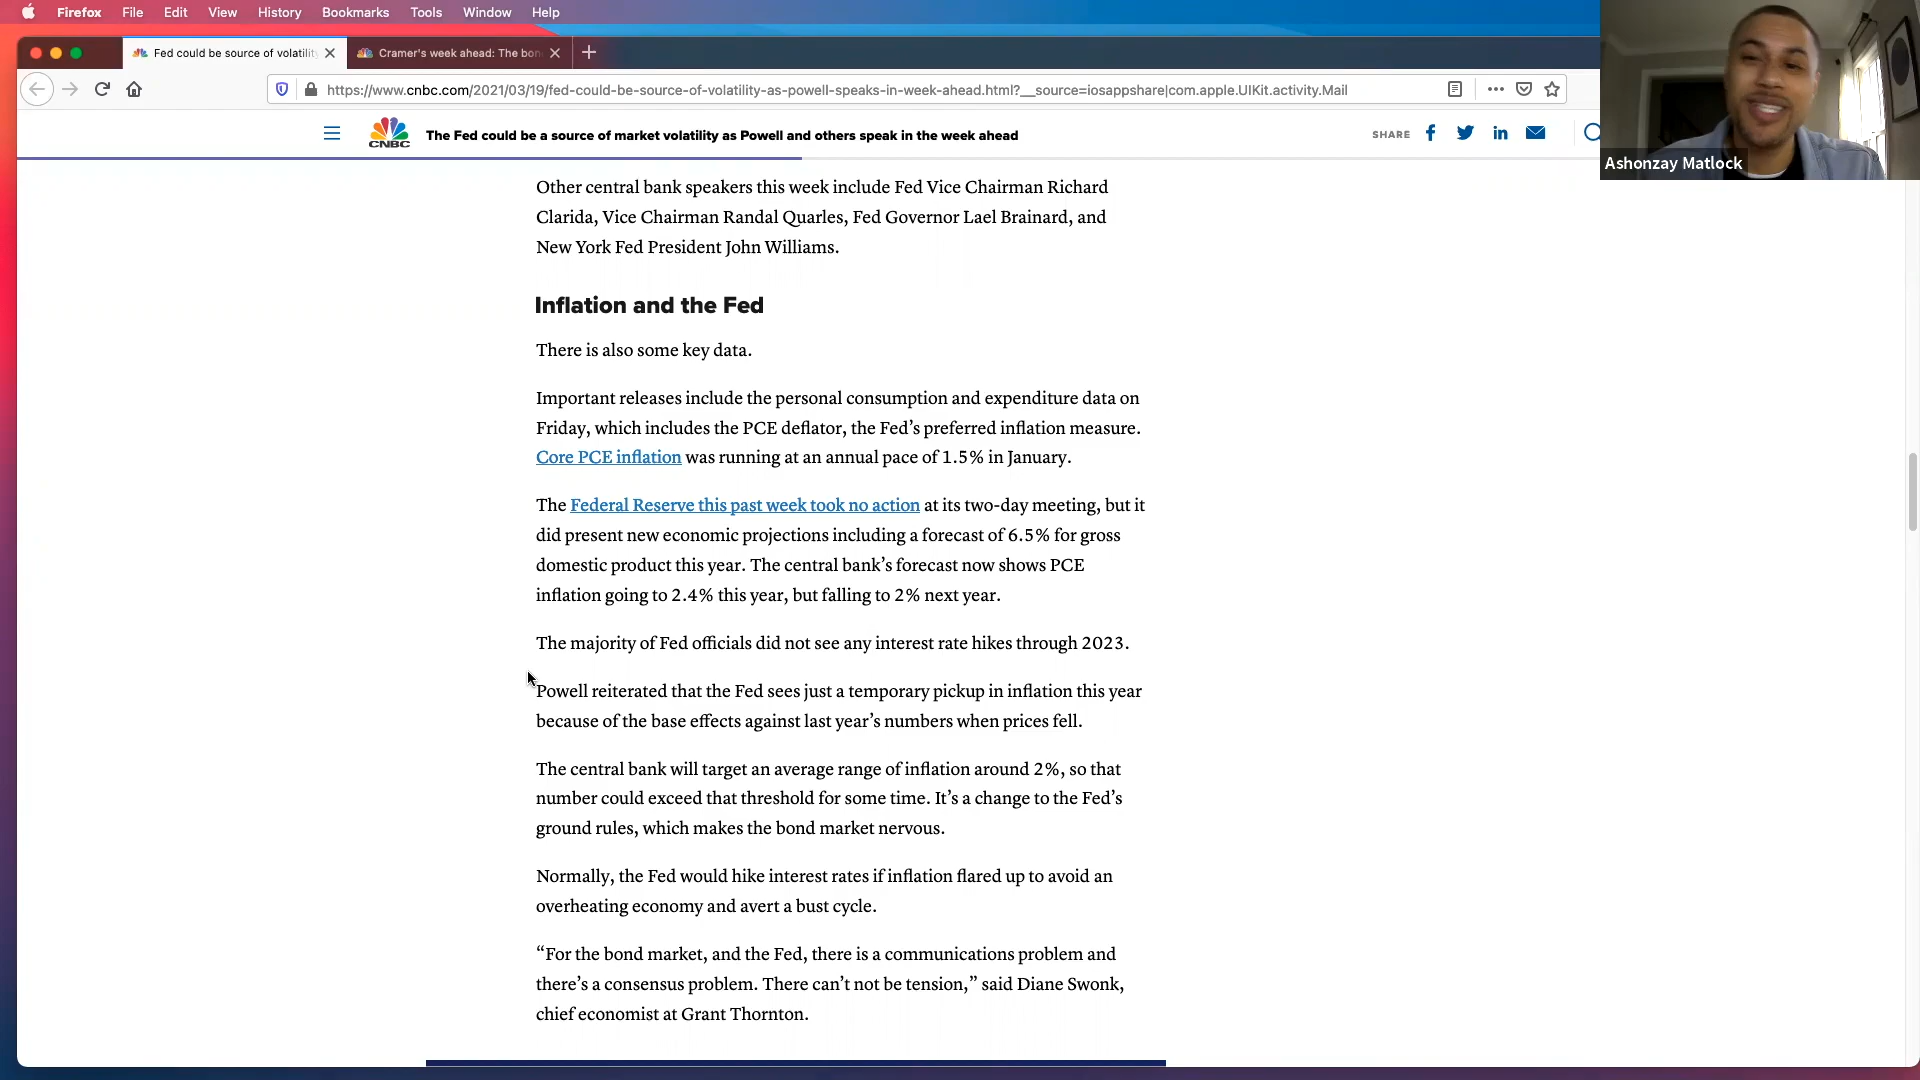 Firefox File Edit View History Bookmarks Tools Window Help
Fed could be source of volatility
Cramer's week ahead: The bon
https://www.cnbc.com/2021/03/19/fed-could-be-source-of-volatility-as-powell-speaks-in-week-ahead.html?__source=iosappshare|com.apple.UIKit.activity.Mail
CNBC
The Fed could be a source of market volatility as Powell and others speak in the week ahead
SHARE
Ashonzay Matlock
Other central bank speakers this week include Fed Vice Chairman Richard
Clarida, Vice Chairman Randal Quarles, Fed Governor Lael Brainard, and
New York Fed President John Williams.
Inflation and the Fed
There is also some key data.
Important releases include the personal consumption and expenditure data on
Friday, which includes the PCE deflator, the Fed’s preferred inflation measure.
Core PCE inflation was running at an annual pace of 1.5% in January.
The Federal Reserve this past week took no action at its two-day meeting, but it
did present new economic projections including a forecast of 6.5% for gross
domestic product this year. The central bank’s forecast now shows PCE
inflation going to 2.4% this year, but falling to 2% next year.
The majority of Fed officials did not see any interest rate hikes through 2023.
Powell reiterated that the Fed sees just a temporary pickup in inflation this year
because of the base effects against last year’s numbers when prices fell.
The central bank will target an average range of inflation around 2%, so that
number could exceed that threshold for some time. It’s a change to the Fed’s
ground rules, which makes the bond market nervous.
Normally, the Fed would hike interest rates if inflation flared up to avoid an
overheating economy and avert a bust cycle.
“For the bond market, and the Fed, there is a communications problem and
there’s a consensus problem. There can’t not be tension,” said Diane Swonk,
chief economist at Grant Thornton.